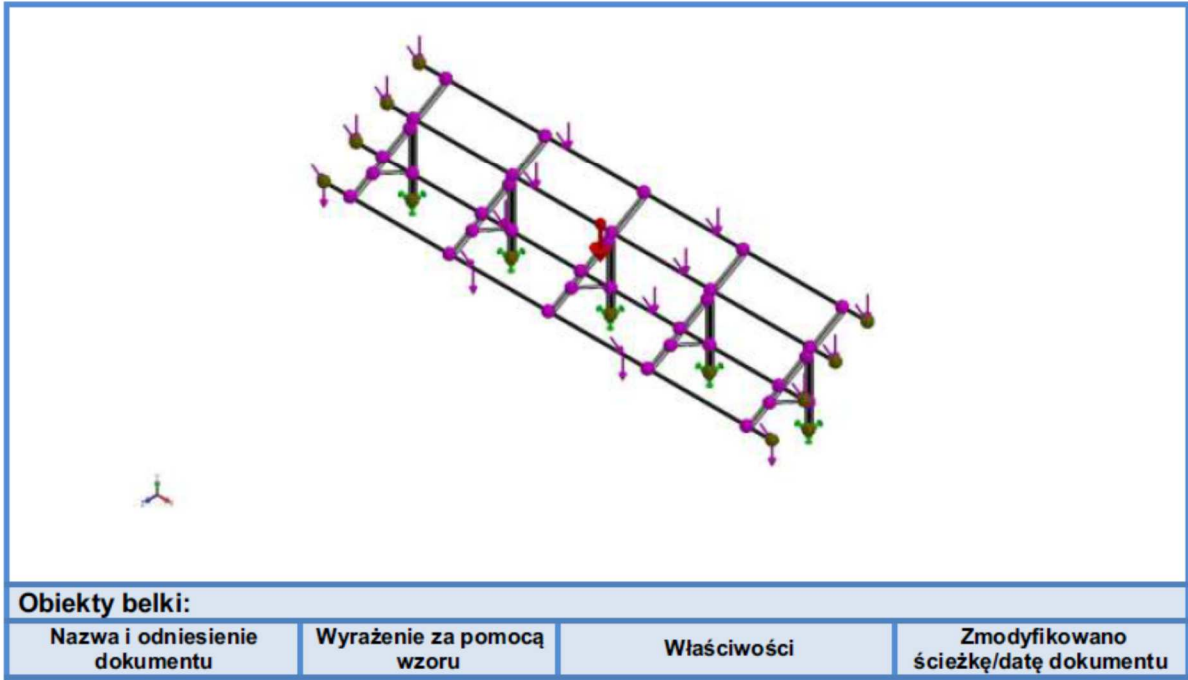 Obiekty belki:
Nazwa i odniesienie
dokumentu
Wyrażenie za pomocą
wzoru
Właściwości
Zmodyfikowano
ścieżkę/datę dokumentu